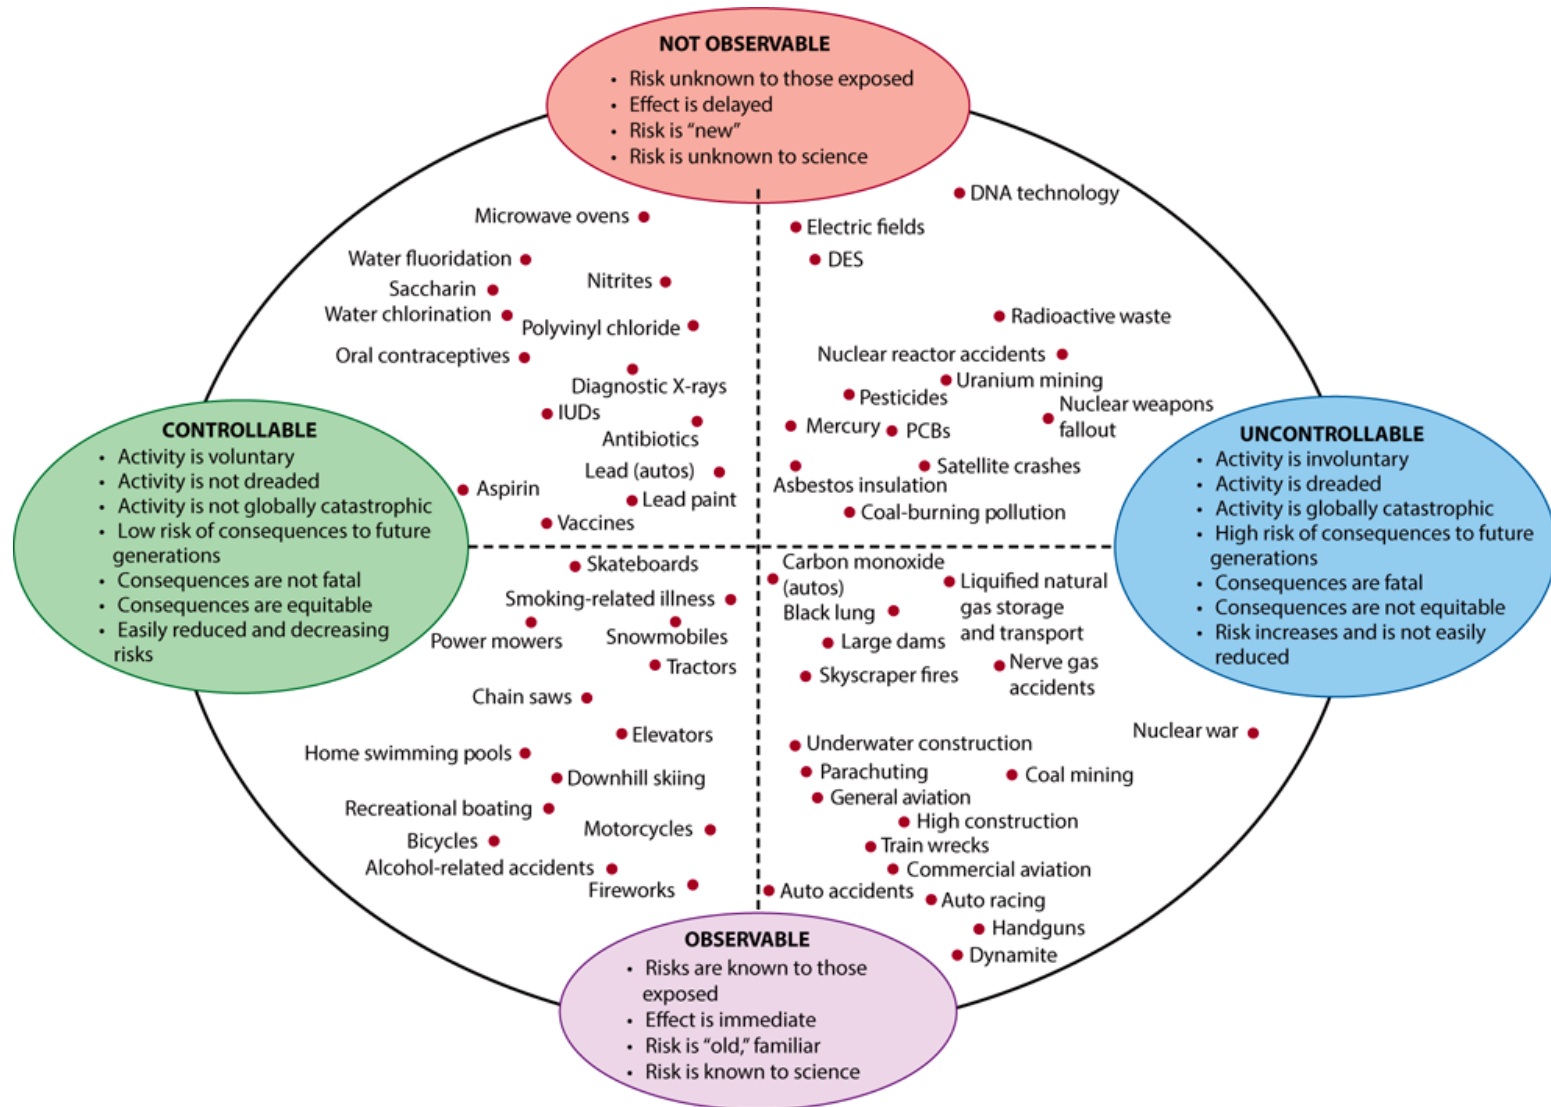 NOT OBSERVABLE
• Risk unknown to those exposed
• Effect is delayed
• Risk is “new”
• Risk is unknown to science
DNA technology
Microwave ovens
Electric fields
Water fluoridation
DES
Nitrites
Saccharin
Water chlorination
Radioactive waste
Polyvinyl chloride
Oral contraceptives
Nuclear reactor accidents
Diagnostic X-rays
Uranium mining
Pesticides
Nuclear weapons
fallout
IUDs
Antibiotics
Mercury
PCBs
Lead (autos)
Satellite crashes
Asbestos insulation
Aspirin
Lead paint
Coal-burning pollution
Vaccines
CONTROLLABLE
• Activity is voluntary
• Activity is not dreaded
• Activity is not globally catastrophic
• Low risk of consequences to future
generations
• Consequences are not fatal
• Consequences are equitable
• Easily reduced and decreasing
risks
UNCONTROLLABLE
• Activity is involuntary
• Activity is dreaded
• Activity is globally catastrophic
• High risk of consequences to future
generations
• Consequences are fatal
• Consequences are not equitable
• Risk increases and is not easily
reduced
Skateboards
Carbon monoxide
(autos)
Liquified natural
gas storage
and transport
Smoking-related illness
Black lung
Power mowers
Snowmobiles
Large dams
Tractors
Skyscraper fires
Nerve gas
accidents
Chain saws
Elevators
Nuclear war
Home swimming pools
Underwater construction
Downhill skiing
Parachuting
Coal mining
Recreational boating
General aviation
Motorcycles
High construction
Bicycles
Train wrecks
Alcohol-related accidents
Commercial aviation
Fireworks
Auto accidents
Auto racing
Handguns
Dynamite
OBSERVABLE
• Risks are known to those
exposed
• Effect is immediate
• Risk is “old,” familiar
• Risk is known to science